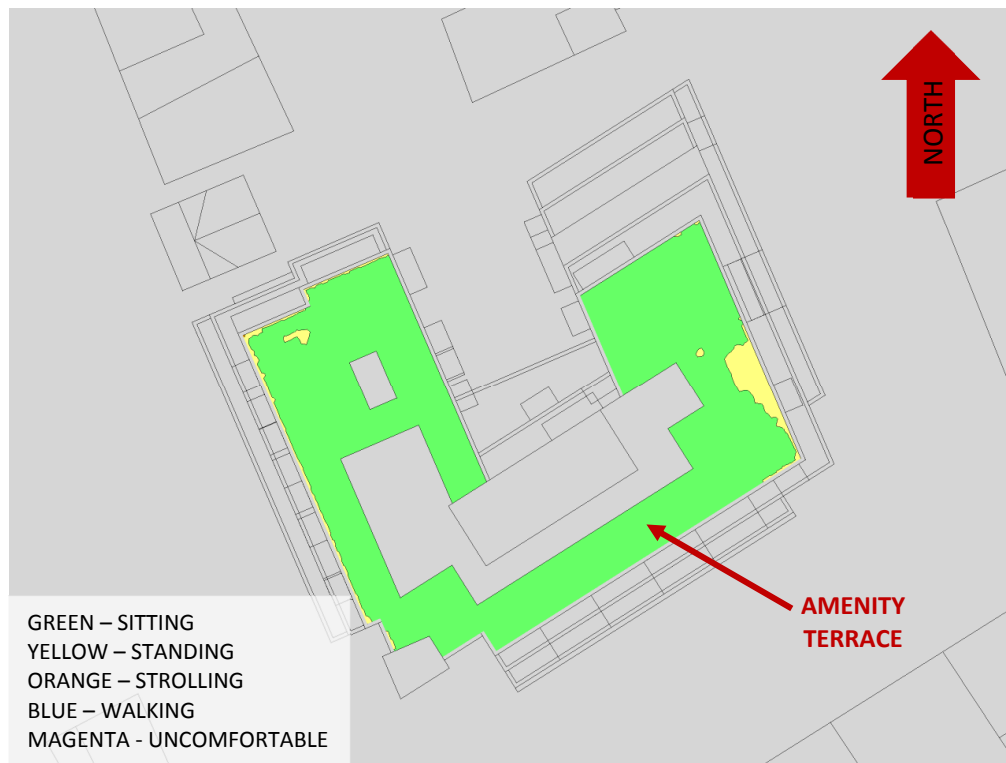 NORTH
AMENITY
TERRACE
GREEN – SITTING
YELLOW – STANDING
ORANGE – STROLLING
BLUE – WALKING
MAGENTA - UNCOMFORTABLE